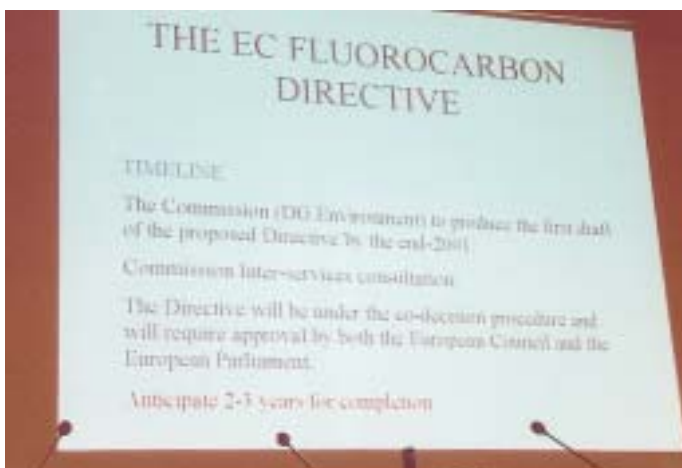 THE EC FLUOROCARBON
DIRECTIVE
TIMELINE
The Commission (DG Environment) to produce the first draft
of the proposed Directive by the end-2001
Commission Inter-services consultation
The Directive will be under the co-decision procedure and
will require approval by both the European Council and the
European Parliament.
Anticipate 2-3 years for completion